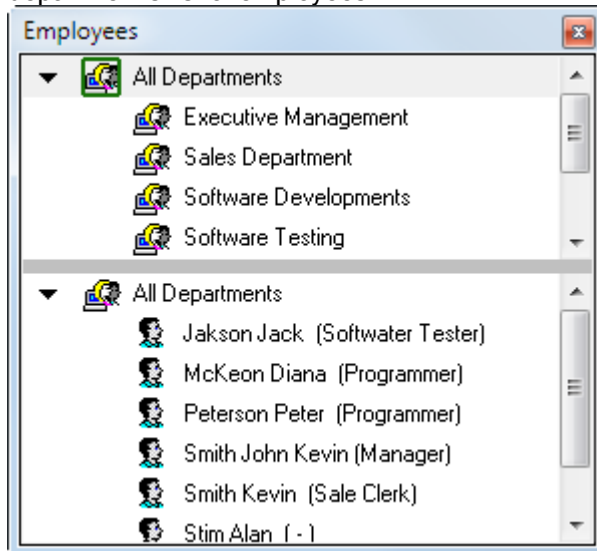 Employees
All Departments
Executive Management
Sales Department
Software Developments
Software Testing
All Departments
Jakson Jack (Softwater Tester)
McKeon Diana (Programmer)
Peterson Peter (Programmer)
Smith John Kevin (Manager)
Smith Kevin (Sale Clerk)
Stim Alan ( - )